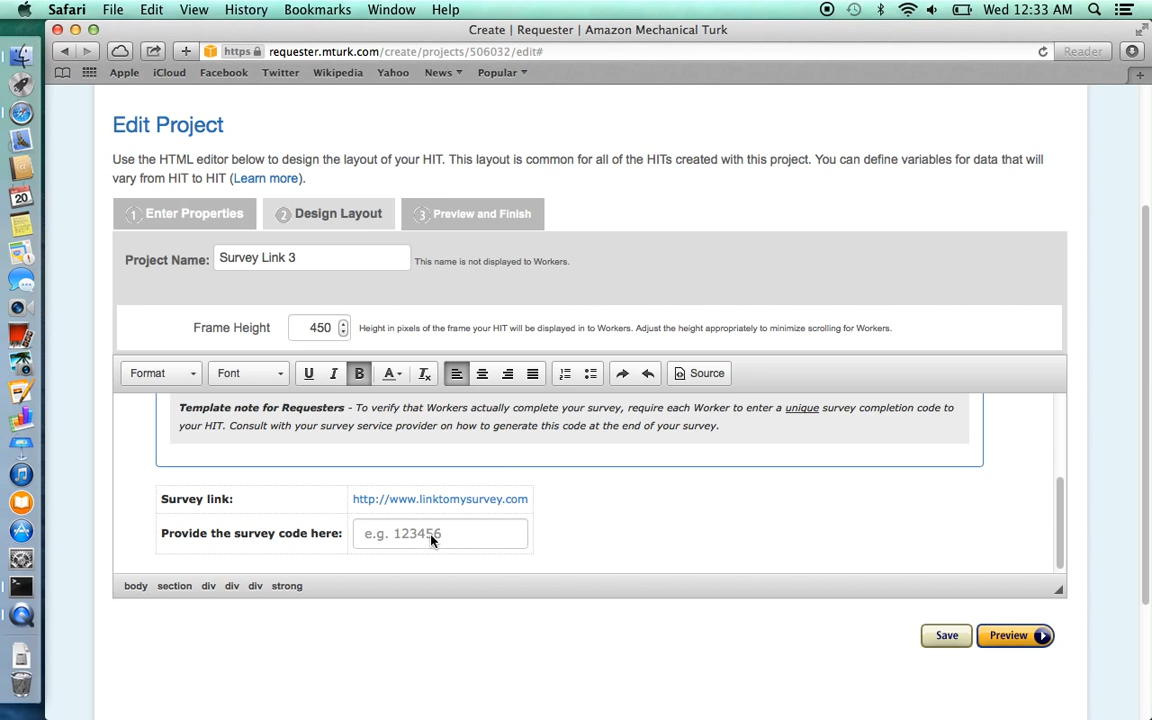 Safari File Edit View History Bookmarks Window Help Wed 12:33 AM
Create | Requester | Amazon Mechanical Turk
https requester.mturk.com/create/projects/506032/edit# Reader
Apple iCloud Facebook Twitter Wikipedia Yahoo News Popular
Edit Project
Use the HTML editor below to design the layout of your HIT. This layout is common for all of the HITs created with this project. You can define variables for data that will
vary from HIT to HIT (Learn more).
1 Enter Properties 2 Design Layout 3 Preview and Finish
Project Name: Survey Link 3 This name is not displayed to Workers.
Frame Height 450 Height in pixels of the frame your HIT will be displayed in to Workers. Adjust the height appropriately to minimize scrolling for Workers.
Format Font U I B A Tx Source
Template note for Requesters - To verify that Workers actually complete your survey, require each Worker to enter a unique survey completion code to
your HIT. Consult with your survey service provider on how to generate this code at the end of your survey.
Survey link: http://www.linktomysurvey.com
Provide the survey code here: e.g. 123456
body section div div div strong
Save Preview
20